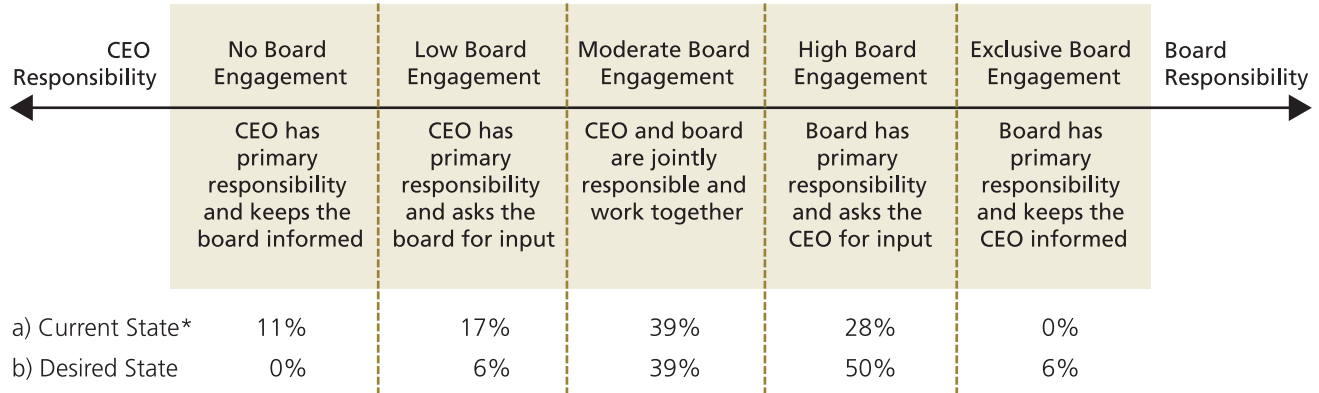 CEO
Responsibility
No Board
Engagement
Low Board
Engagement
Moderate Board
Engagement
High Board
Engagement
Exclusive Board
Engagement
Board
Responsibility
CEO has
primary
responsibility
and keeps the
board informed
CEO has
primary
responsibility
and asks the
board for input
CEO and board
are jointly
responsible and
work together
Board has
primary
responsibility
and asks the
CEO for input
Board has
primary
responsibility
and keeps the
CEO informed
a) Current State* 11% 17% 39% 28% 0%
b) Desired State 0% 6% 39% 50% 6%